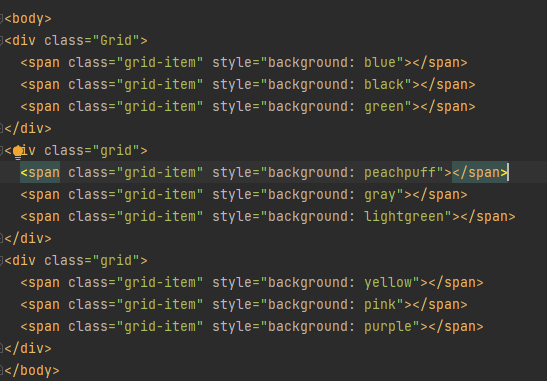 <body>
<div class="Grid">
  <span class="grid-item" style="background: blue"></span>
  <span class="grid-item" style="background: black"></span>
  <span class="grid-item" style="background: green"></span>
</div>
<div class="grid">
  <span class="grid-item" style="background: peachpuff"></span>
  <span class="grid-item" style="background: gray"></span>
  <span class="grid-item" style="background: lightgreen"></span>
</div>
<div class="grid">
  <span class="grid-item" style="background: yellow"></span>
  <span class="grid-item" style="background: pink"></span>
  <span class="grid-item" style="background: purple"></span>
</div>
</body>